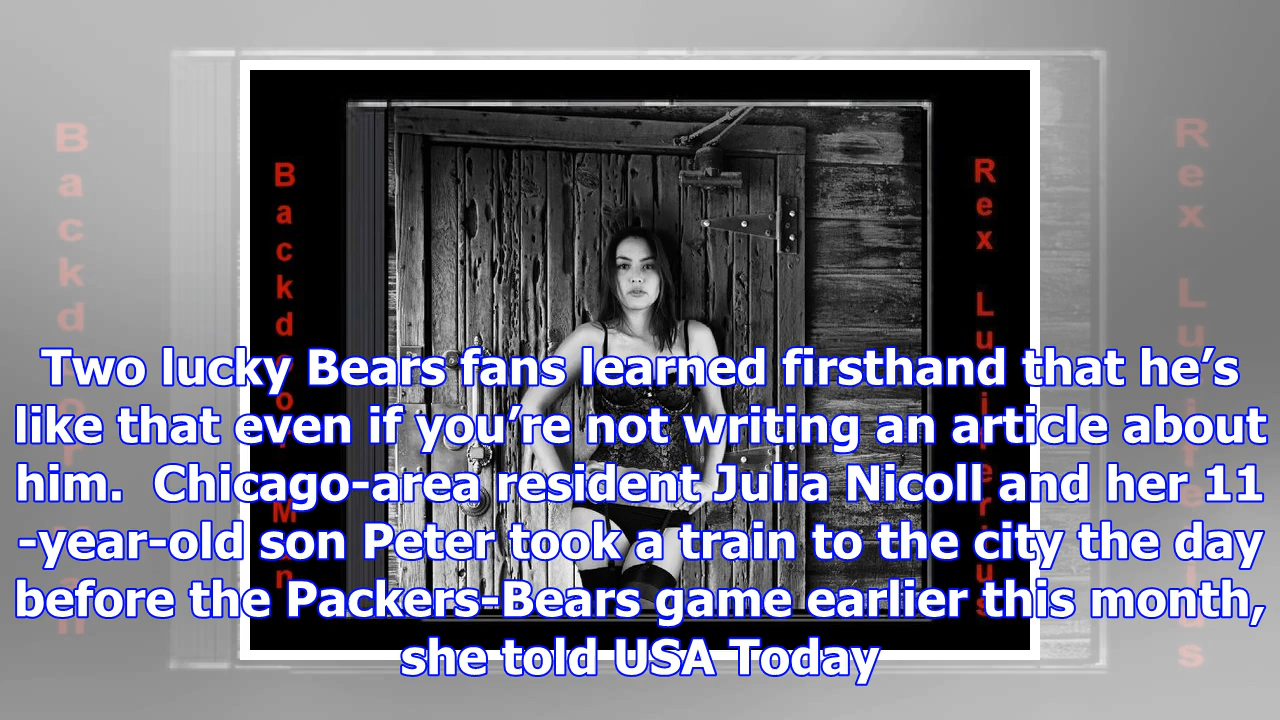 Backdoor Man
Rex Luciferius
Two lucky Bears fans learned firsthand that he’s
like that even if you’re not writing an article about
him.  Chicago-area resident Julia Nicoll and her 11
-year-old son Peter took a train to the city the day
before the Packers-Bears game earlier this month,
she told USA Today